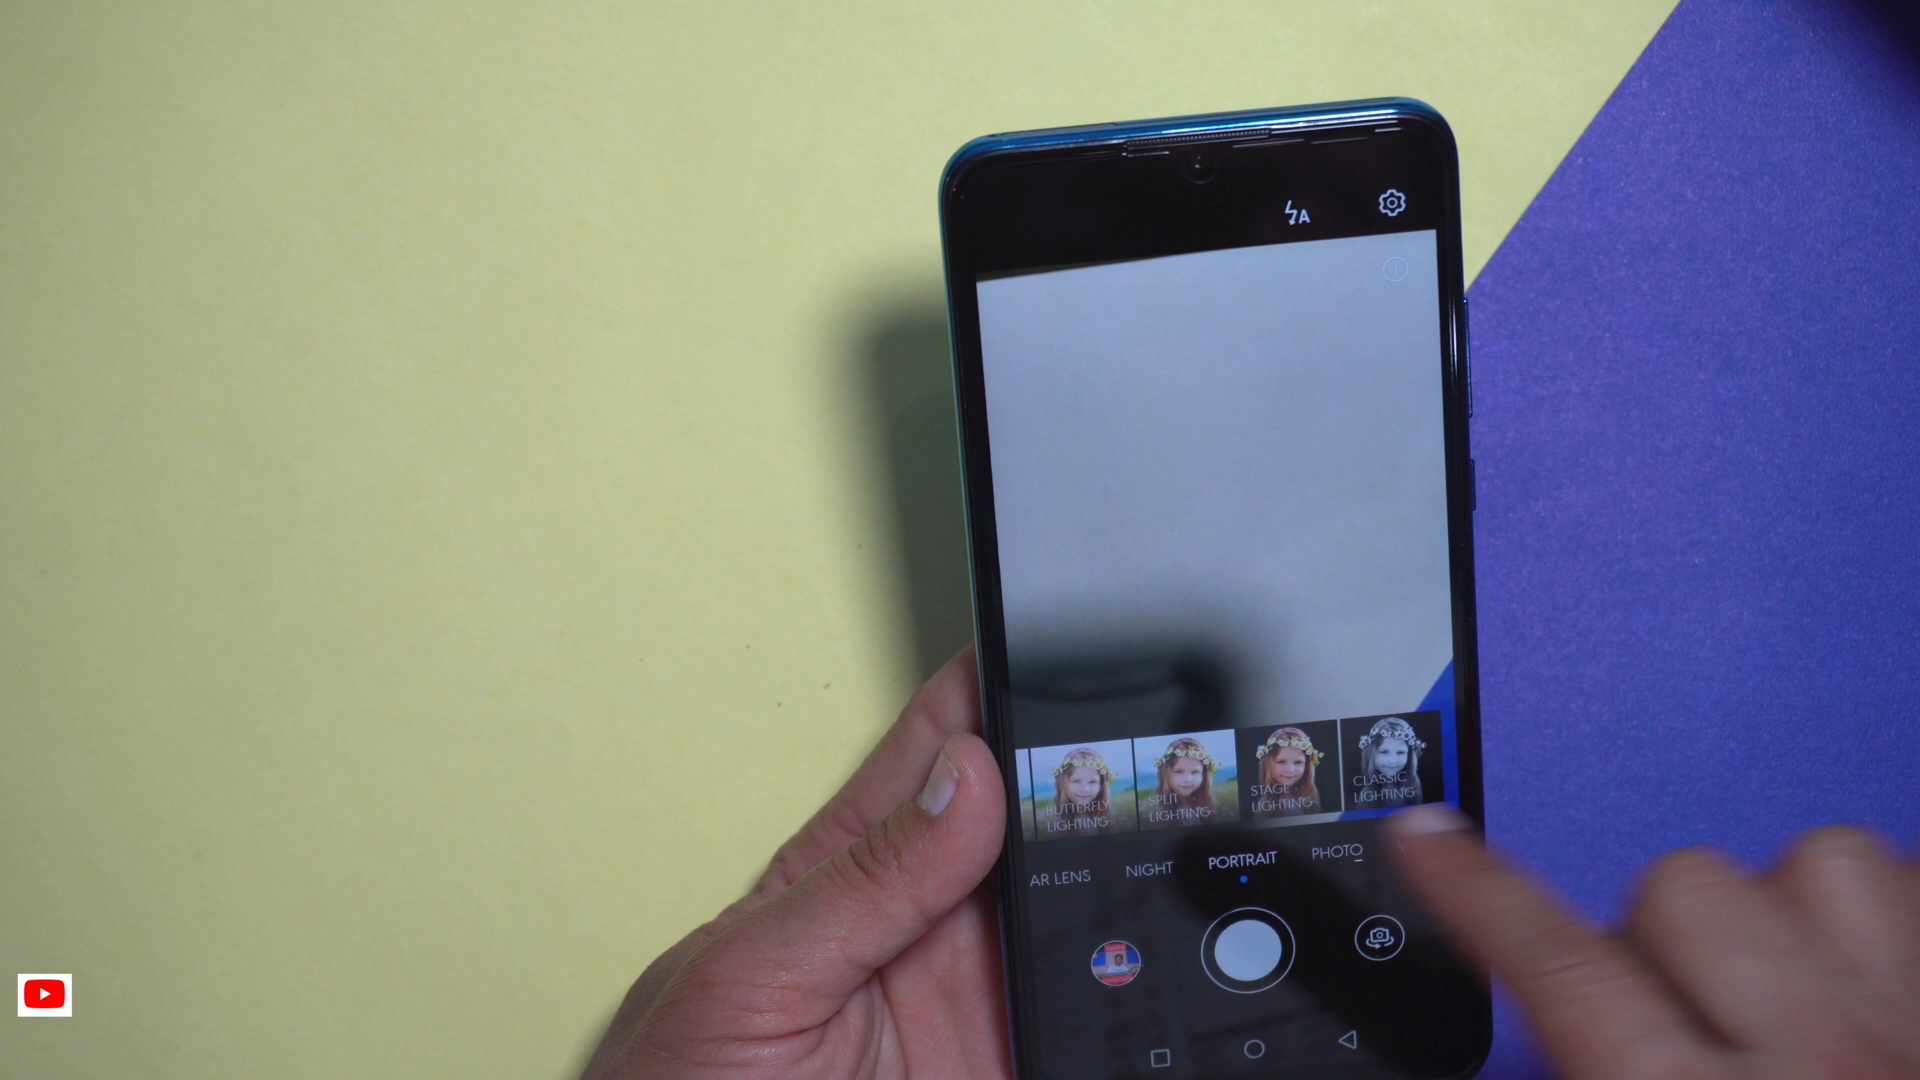 A
BUTTERFLY
LIGHTING
SPLIT
LIGHTING
STAGE
LIGHTING
CLASSIC
LIGHTING
AR LENS
NIGHT
PORTRAIT
PHOTO